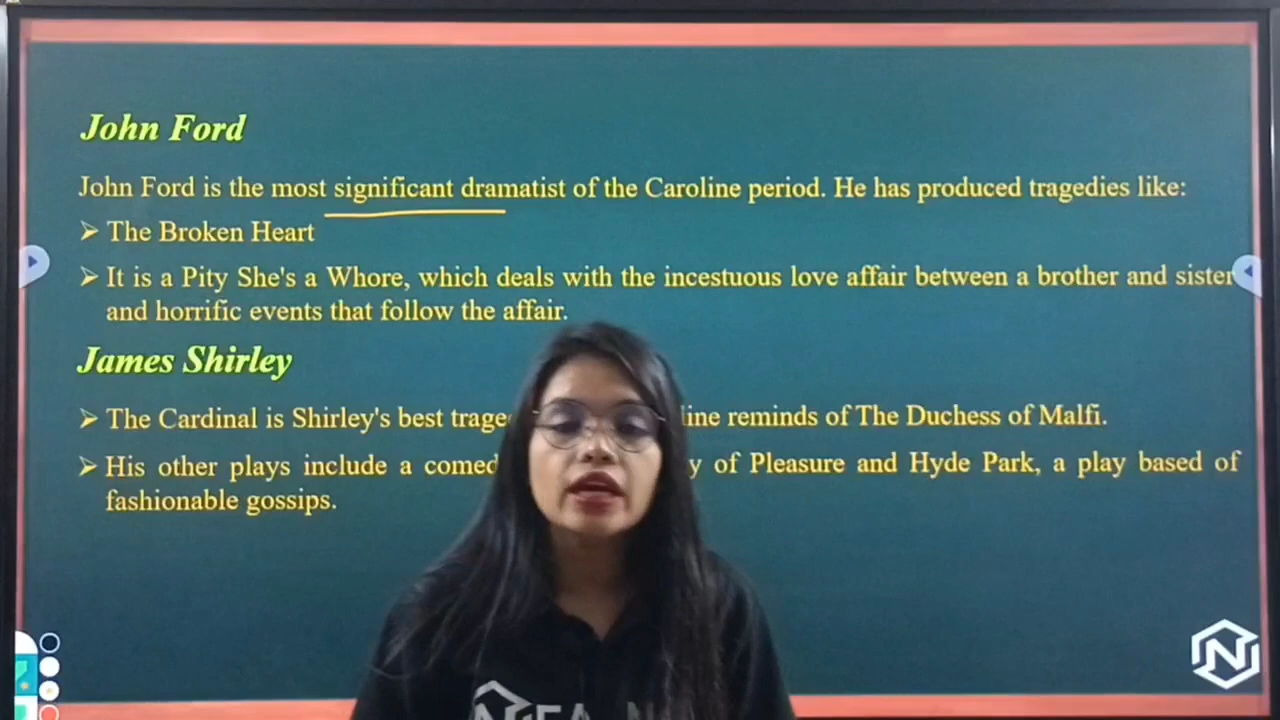 John Ford
John Ford is the most significant dramatist of the Caroline period. He has produced tragedies like:
➢ The Broken Heart
➢ It is a Pity She's a Whore, which deals with the incestuous love affair between a brother and sister
and horrific events that follow the affair.
James Shirley
➢ The Cardinal is Shirley's best line reminds of The Duchess of Malfi.
➢ His other plays include a of Pleasure and Hyde Park, a play based of
fashionable gossips.